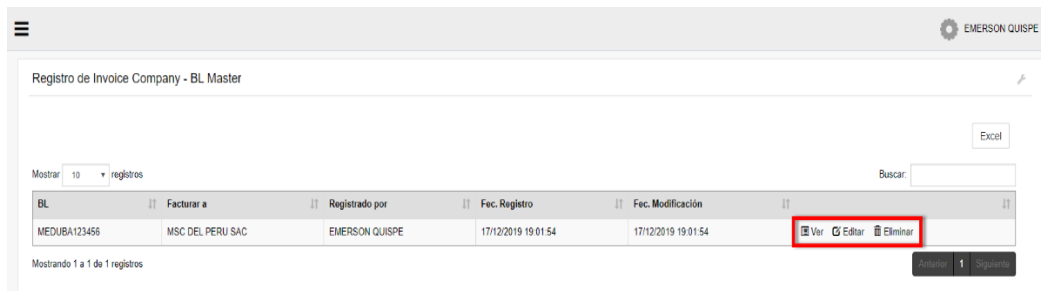 EMERSON QUISPE
Registro de Invoice Company - BL Master
Excel
Mostrar 10 registros Buscar:
BL Facturar a Registrado por Fec. Registro Fec. Modificación
MEDUBA123456 MSC DEL PERU SAC EMERSON QUISPE 17/12/2019 19:01:54 17/12/2019 19:01:54 Ver Editar Eliminar
Mostrando 1 a 1 de 1 registros Anterior 1 Siguiente